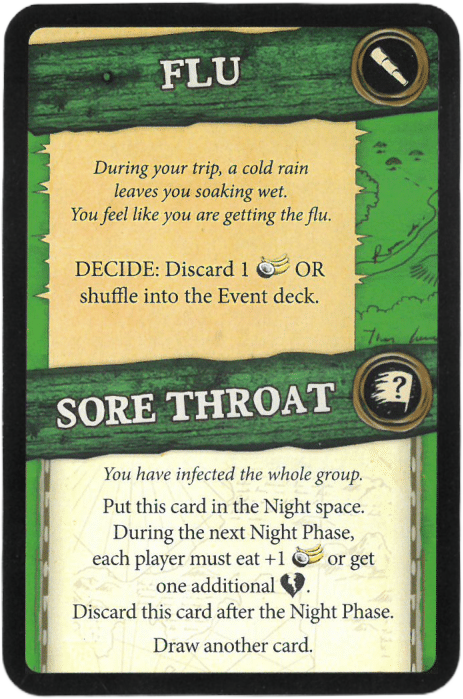 FLU
During your trip, a cold rain
leaves you soaking wet.
You feel like you are getting the flu.
DECIDE: Discard 1 OR
shuffle into the Event deck.
SORE THROAT
?
You have infected the whole group.
Put this card in the Night space.
During the next Night Phase,
each player must eat +1 or get
one additional .
Discard this card after the Night Phase.
Draw another card.